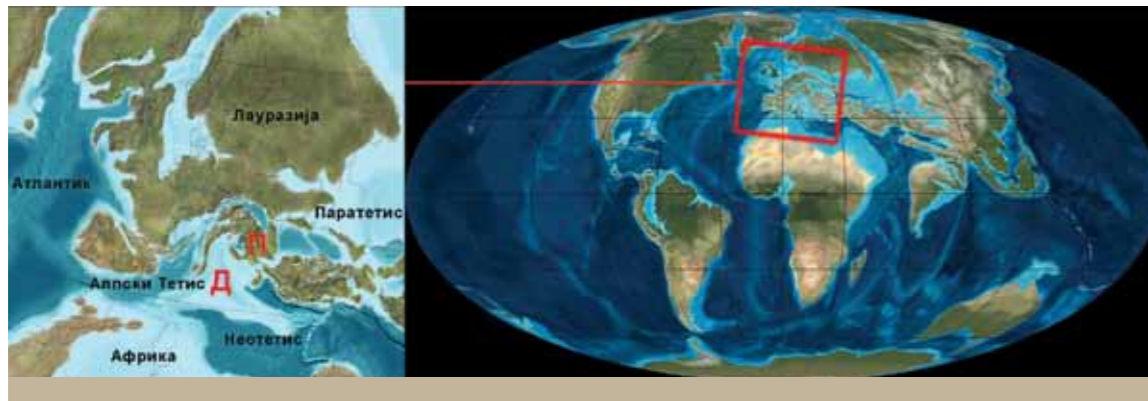 Лауразија
Атлантик
Паратетис
П
Д
Алпски Тетис
Неотетис
Африка